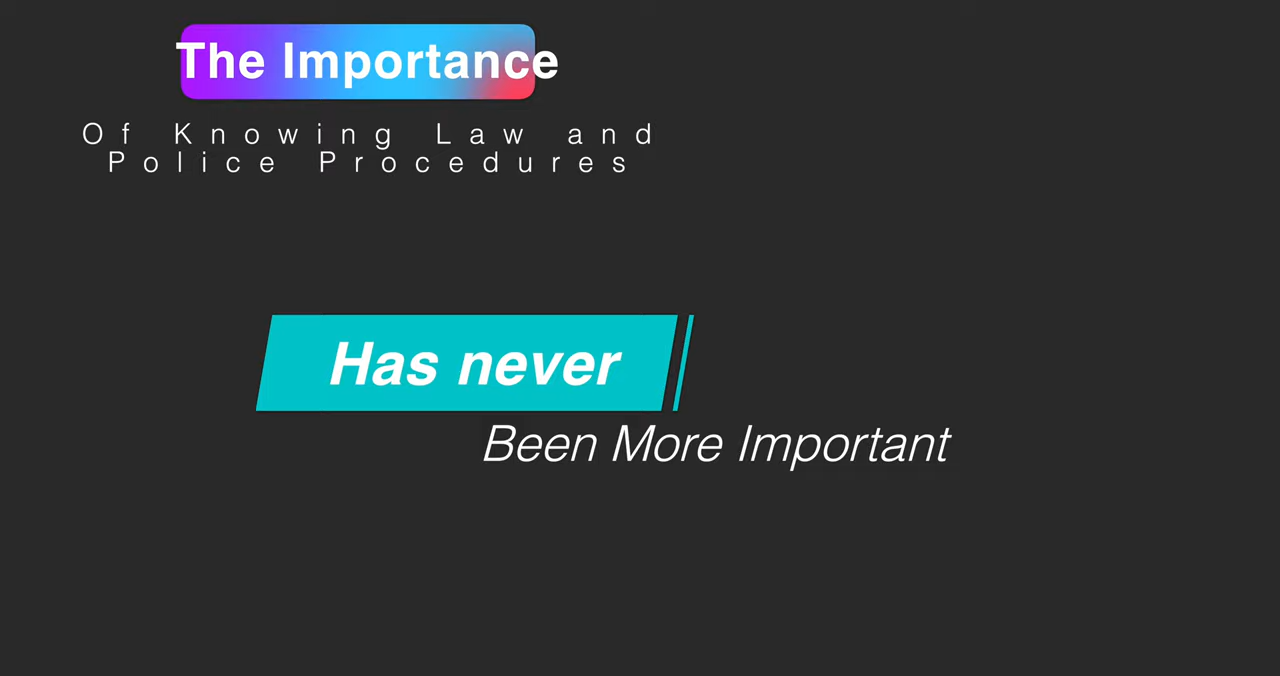 The Importance
Of Knowing Law and
Police Procedures
Has never
Been More Important